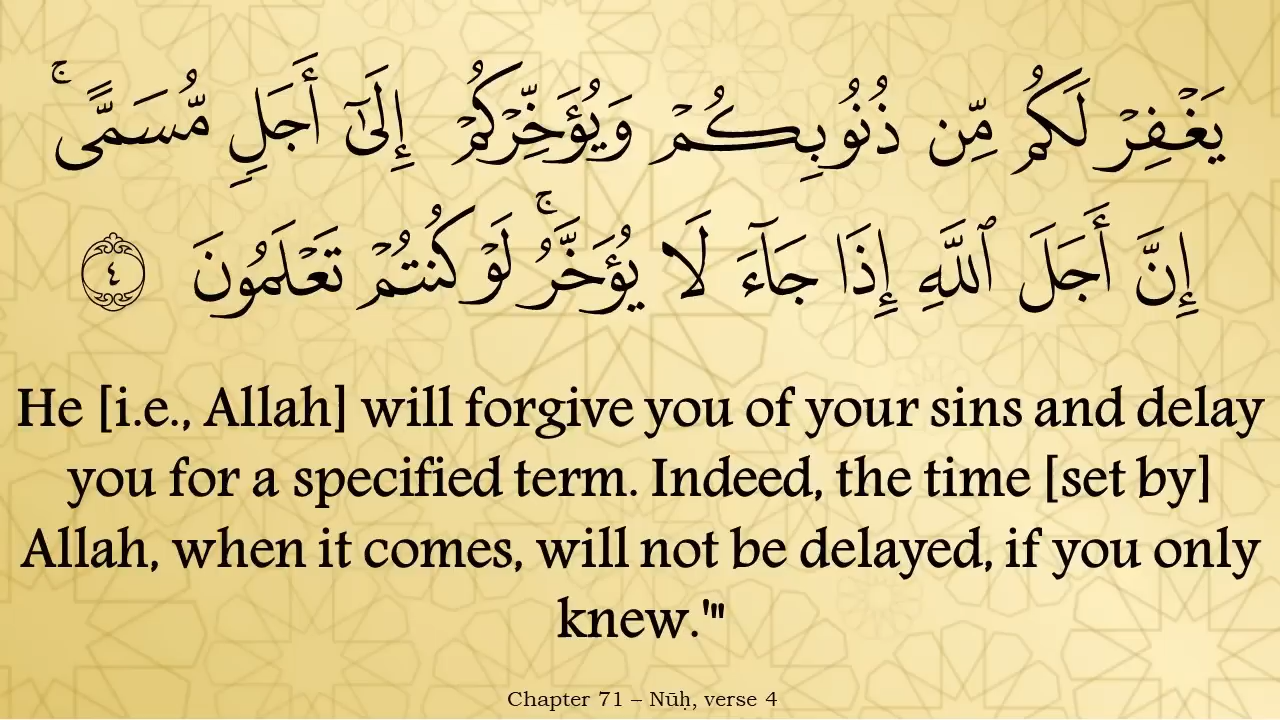 يَغْفِرْ لَكُم مِّن ذُنُوبِكُمْ وَيُؤَخِّرْكُمْ إِلَىٰٓ أَجَلٍ مُّسَمًّى ۚ
إِنَّ أَجَلَ ٱللَّهِ إِذَا جَآءَ لَا يُؤَخَّرُ ۚ لَوْ كُنتُمْ تَعْلَمُونَ ٤
He [i.e., Allah] will forgive you of your sins and delay
you for a specified term. Indeed, the time [set by]
Allah, when it comes, will not be delayed, if you only
knew.'"
Chapter 71 – Nūḥ, verse 4